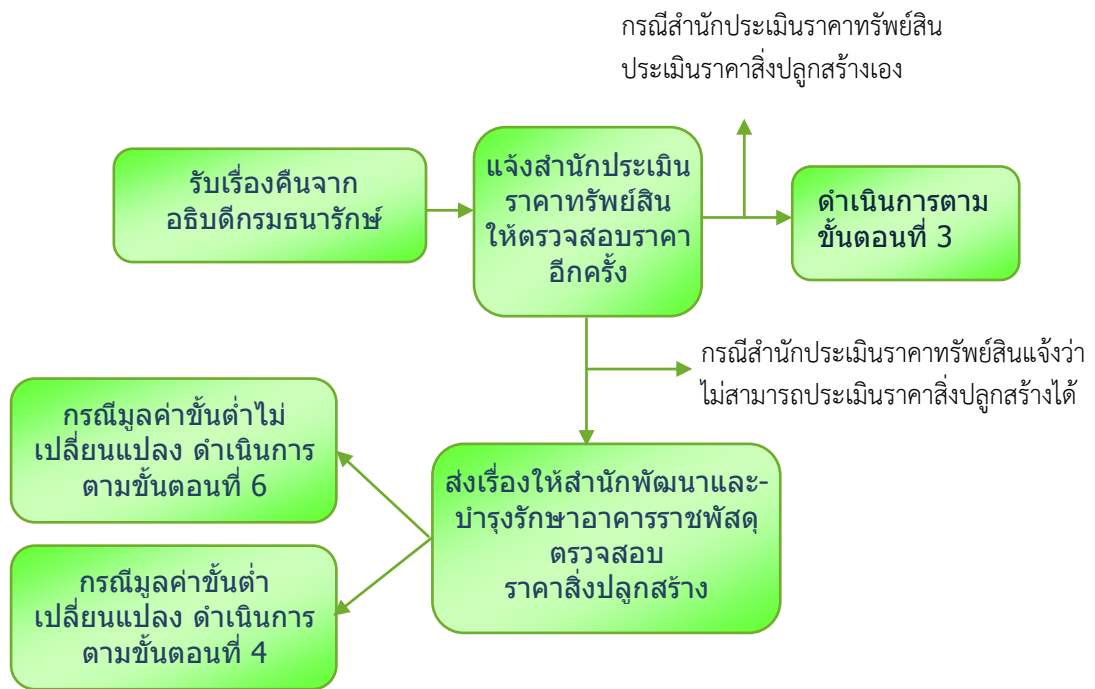 กรณีสำนักประเมินราคาทรัพย์สิน
ประเมินราคาสิ่งปลูกสร้างเอง
รับเรื่องคืนจาก
อธิบดีกรมธนารักษ์
แจ้งสำนักประเมิน
ราคาทรัพย์สิน
ให้ตรวจสอบราคา
อีกครั้ง
ดำเนินการตาม
ขั้นตอนที่ 3
กรณีสำนักประเมินราคาทรัพย์สินแจ้งว่า
ไม่สามารถประเมินราคาสิ่งปลูกสร้างได้
กรณีมูลค่าขั้นต่ำไม่
เปลี่ยนแปลง ดำเนินการ
ตามขั้นตอนที่ 6
ส่งเรื่องให้สำนักพัฒนาและ-
บำรุงรักษาอาคารราชพัสดุ
ตรวจสอบ
ราคาสิ่งปลูกสร้าง
กรณีมูลค่าขั้นต่ำ
เปลี่ยนแปลง ดำเนินการ
ตามขั้นตอนที่ 4